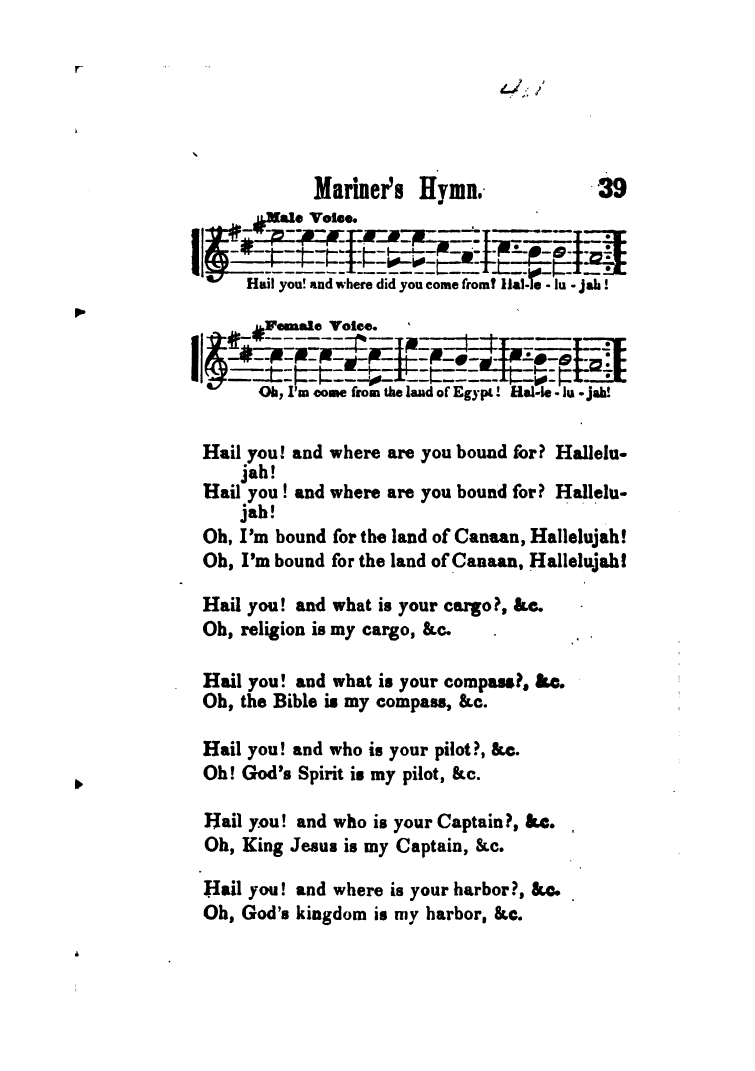 Mariner's Hymn. 39
Male Voice.
Hail you! and where did you come from? Hal-le - lu - jah!
Female Voice.
Oh, I'm come from the land of Egypt! Hal-le - lu - jah!
Hail you! and where are you bound for? Hallelu-
jah!
Hail you! and where are you bound for? Hallelu-
jah!
Oh, I'm bound for the land of Canaan, Hallelujah!
Oh, I'm bound for the land of Canaan, Hallelujah!
Hail you! and what is your cargo?, &c.
Oh, religion is my cargo, &c.
Hail you! and what is your compass?, &c.
Oh, the Bible is my compass, &c.
Hail you! and who is your pilot?, &c.
Oh! God's Spirit is my pilot, &c.
Hail you! and who is your Captain?, &c.
Oh, King Jesus is my Captain, &c.
Hail you! and where is your harbor?, &c.
Oh, God's kingdom is my harbor, &c.